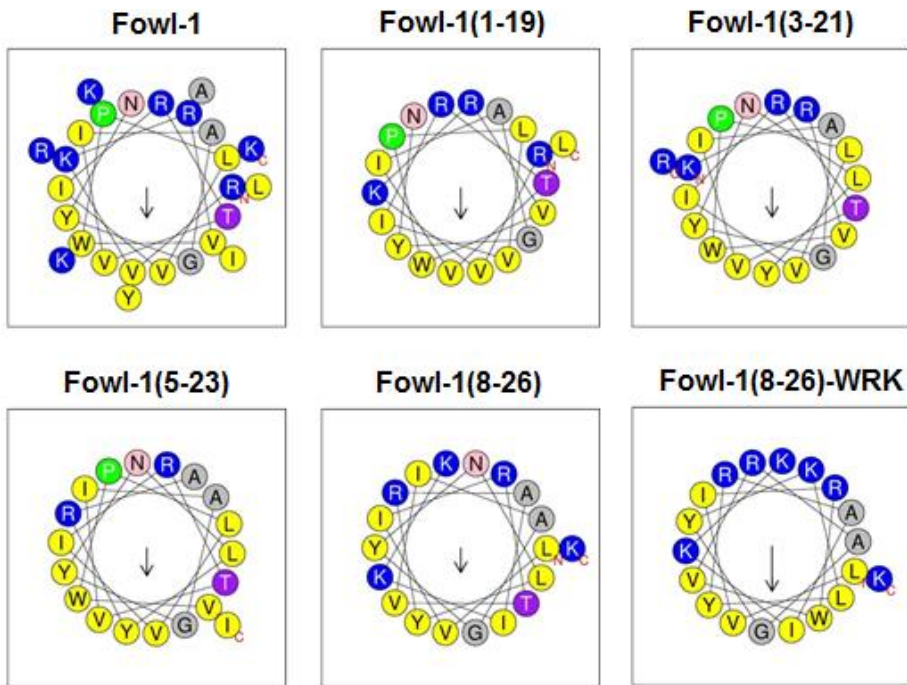 Fowl-1
K P N R R A A L K C R N L T V I G V V Y V W K Y I K R I
Fowl-1(1-19)
P N R R A L L C R N T V G V V V W Y I K I
Fowl-1(3-21)
P N R R A L L T V G V Y V W Y I K N R C I
Fowl-1(5-23)
P N R A A L L T V I C G V Y V W Y I R I
Fowl-1(8-26)
I K N R A A L N K C L T I G V Y V K Y I R
Fowl-1(8-26)-WRK
R R K K R A A L K C L W I G V Y V K Y I